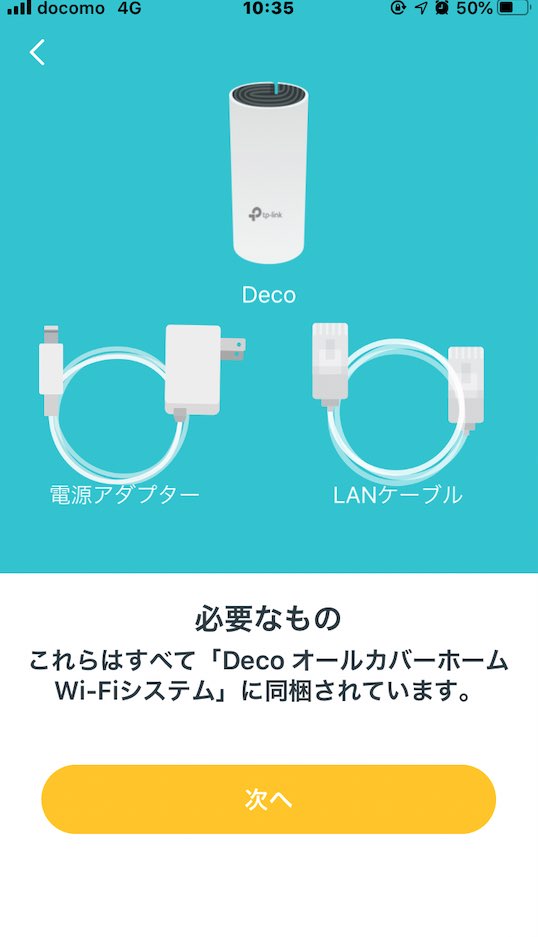 docomo 4G 10:35 50%
tp-link
Deco
電源アダプター LANケーブル
必要なもの
これらはすべて「Deco オールカバーホーム
Wi-Fiシステム」に同梱されています。
次へ